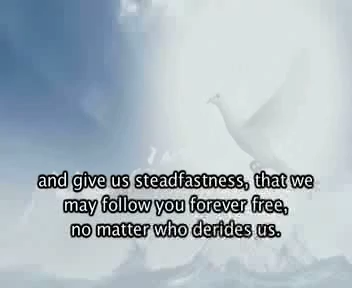 and give us steadfastness, that we
may follow you forever free,
no matter who derides us.